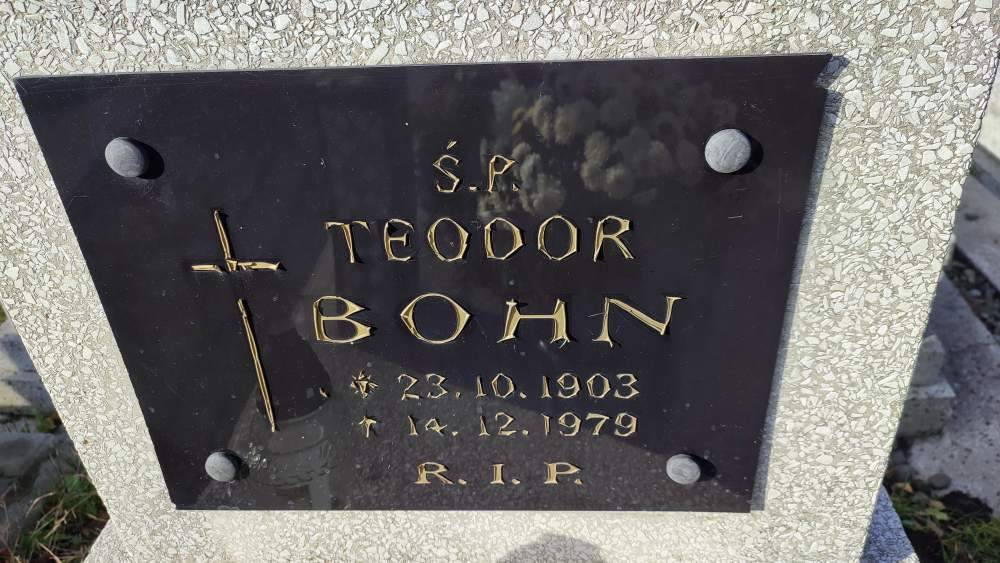 Ś.P.
TEODOR
BOHN
* 23.10.1903
† 14.12.1979
R.I.P.